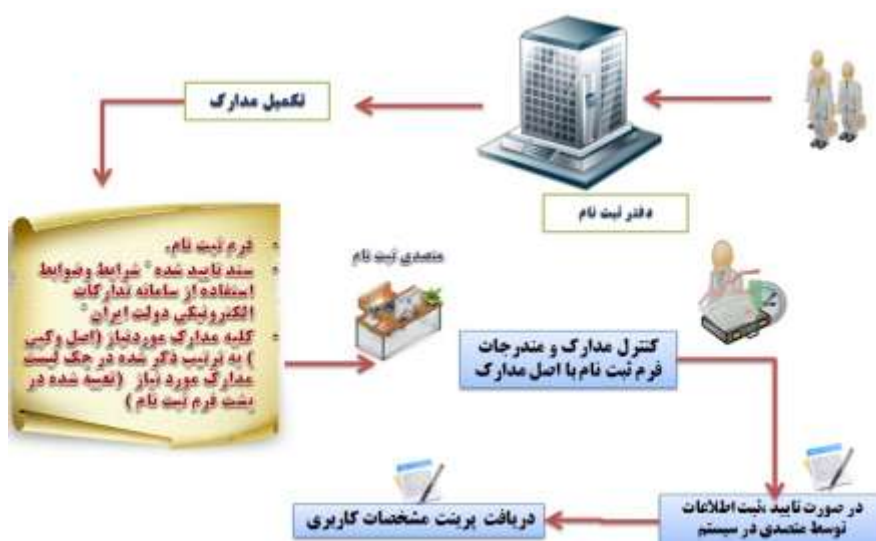 تکمیل مدارک
دفتر ثبت نام
فرم ثبت نام.
سند تایید شده " شرایط وضوابط
استفاده از سامانه تدارکات
الکترونیکی دولت ایران "
کلیه مدارک موردنیاز (اصل وکپی
) به ترتیب ذکر شده در چک لیست
مدارک مورد نیاز (تعبیه شده در
پشت فرم ثبت نام )
متصدی ثبت نام
کنترل مدارک و مندرجات
فرم ثبت نام با اصل مدارک
در صورت تایید ،ثبت اطلاعات
توسط متصدی در سیستم
دریافت پرینت مشخصات کاربری